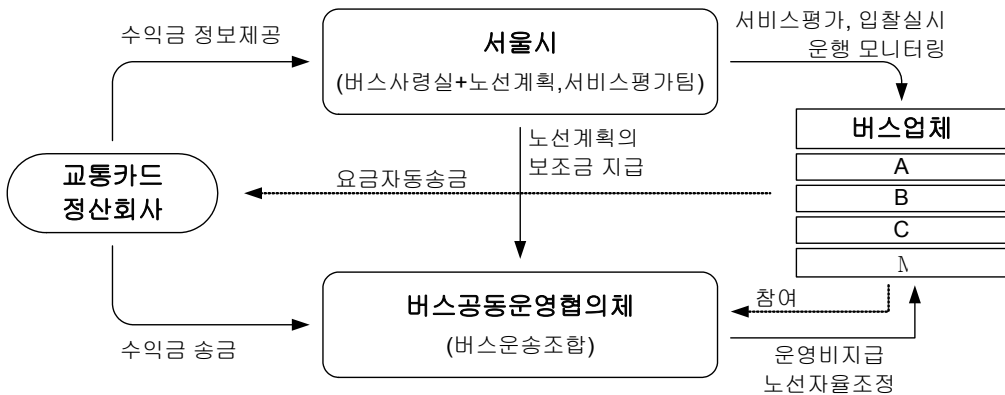 수익금 정보제공
서울시
(버스사령실+노선계획,서비스평가팀)
서비스평가, 입찰실시
운행 모니터링
노선계획의
보조금 지급
버스업체
A
B
C
M
교통카드
정산회사
요금자동송금
버스공동운영협의체
(버스운송조합)
참여
수익금 송금
운영비지급
노선자율조정